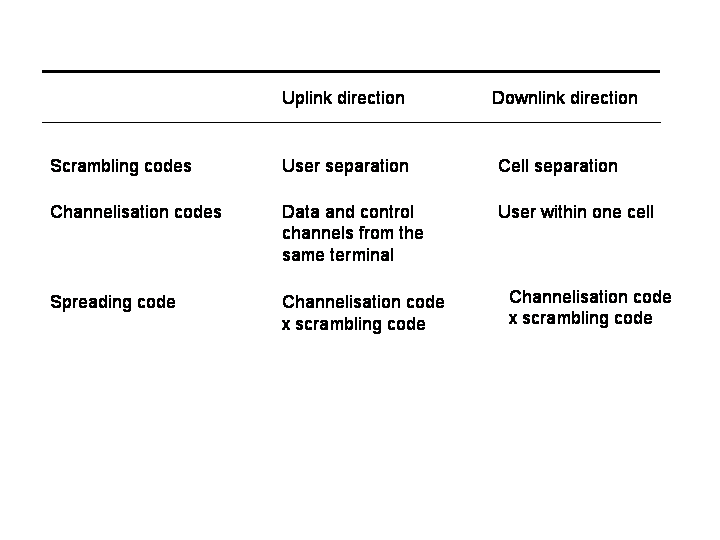 Uplink direction Downlink direction
Scrambling codes User separation Cell separation
Channelisation codes Data and control User within one cell
channels from the
same terminal
Spreading code Channelisation code Channelisation code
x scrambling code x scrambling code